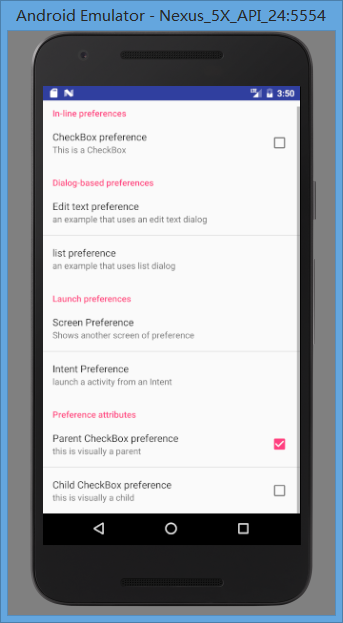 Android Emulator - Nexus_5X_API_24:5554
3:50
In-line preferences
CheckBox preference
This is a CheckBox
Dialog-based preferences
Edit text preference
an example that uses an edit text dialog
list preference
an example that uses list dialog
Launch preferences
Screen Preference
Shows another screen of preference
Intent Preference
launch a activity from an Intent
Preference attributes
Parent CheckBox preference
this is visually a parent
Child CheckBox preference
this is visually a child